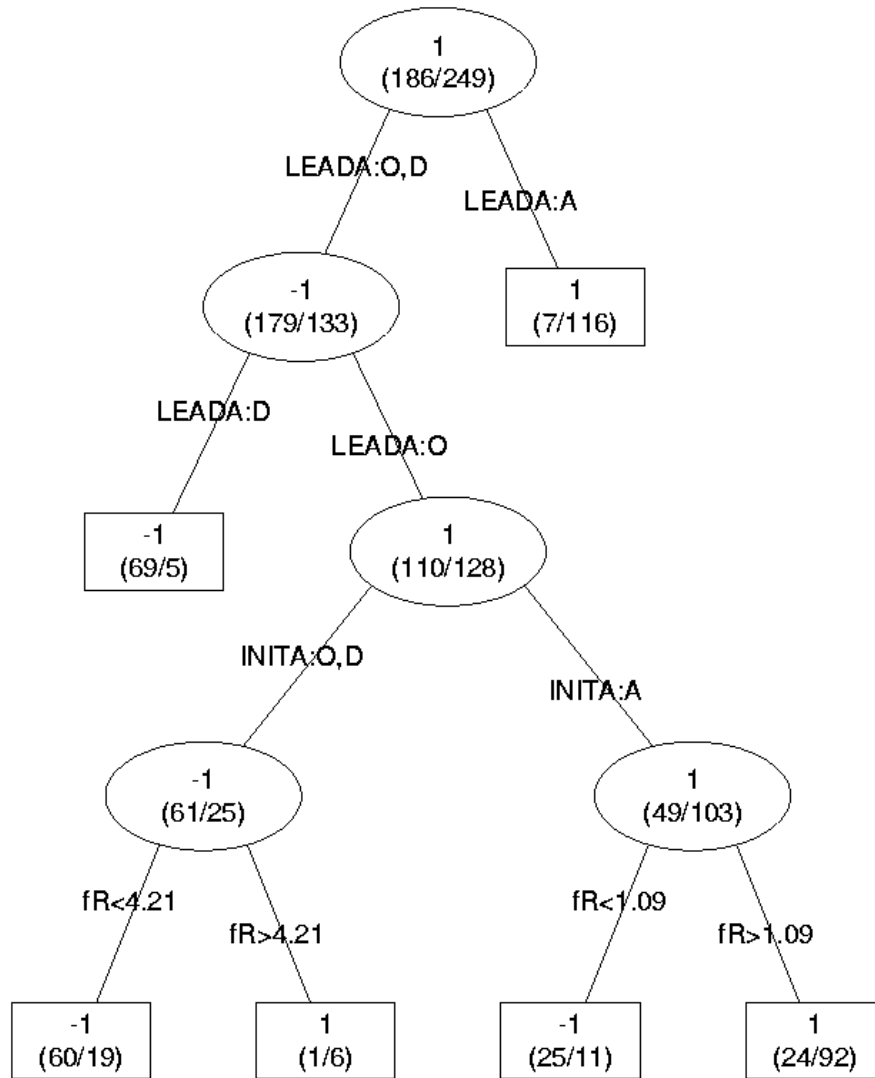 1
(186/249)
LEADA:O,D
LEADA:A
-1
(179/133)
1
(7/116)
LEADA:D
LEADA:O
-1
(69/5)
1
(110/128)
INITA:O,D
INITA:A
-1
(61/25)
1
(49/103)
fR<4.21
fR>4.21
fR<1.09
fR>1.09
-1
(60/19)
1
(1/6)
-1
(25/11)
1
(24/92)